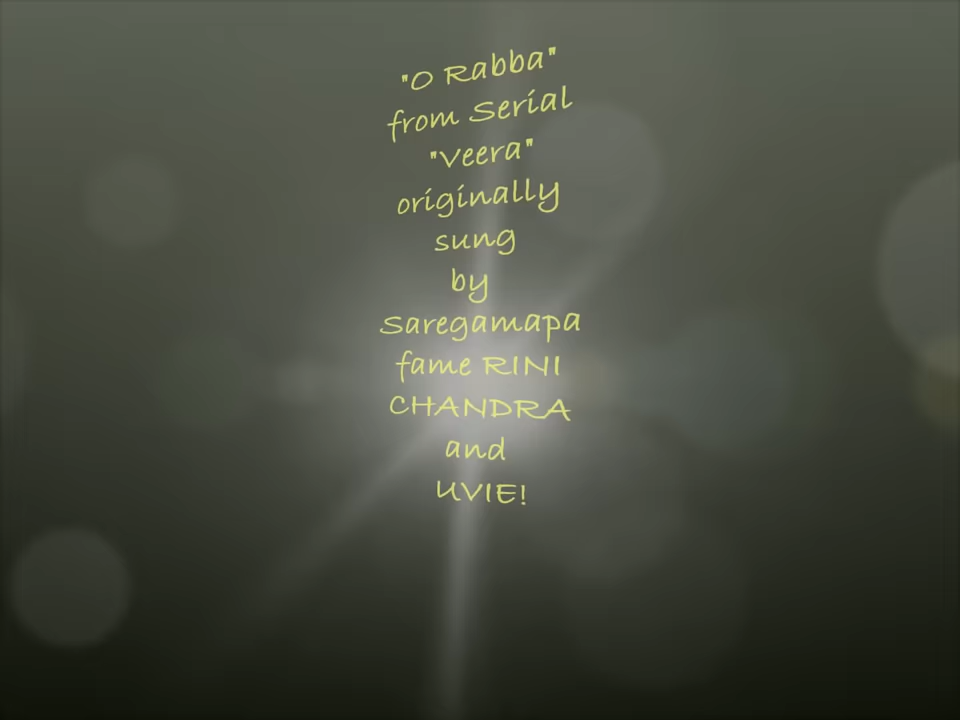 "O Rabba"
from Serial
"Veera"
originally
sung
by
Saregamapa
fame RINI
CHANDRA
and
UVIE!